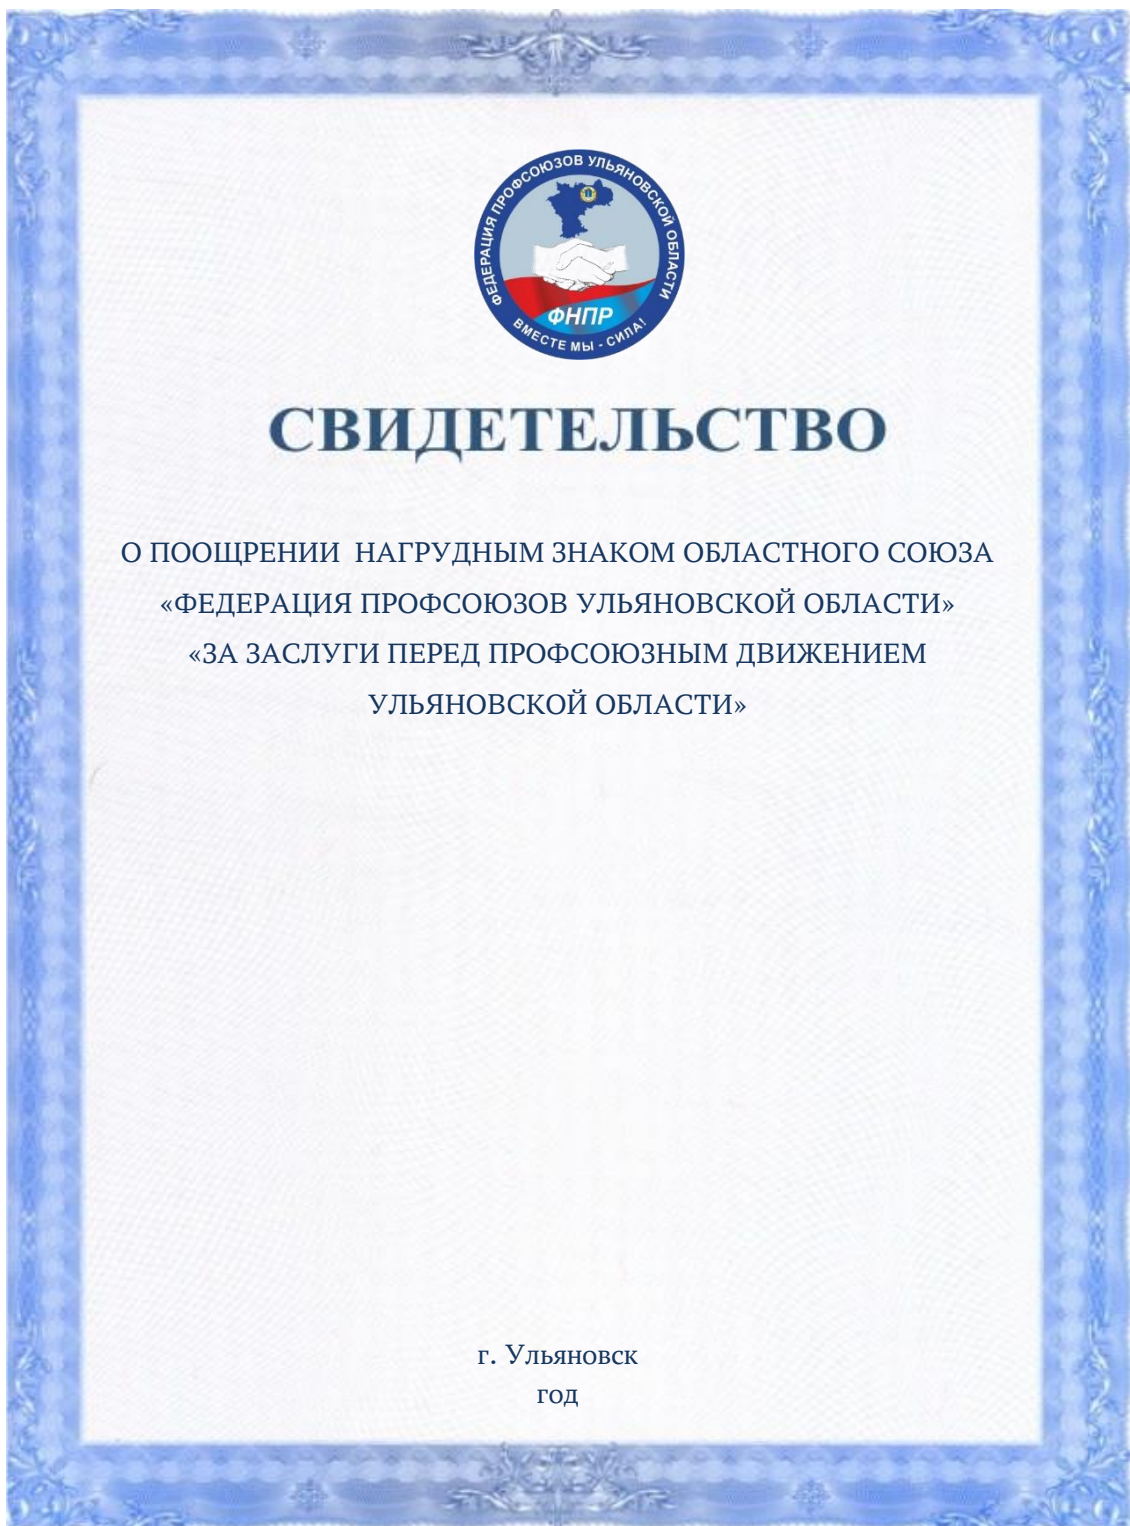 ФЕДЕРАЦИЯ ПРОФСОЮЗОВ УЛЬЯНОВСКОЙ ОБЛАСТИ
ФНПР
ВМЕСТЕ МЫ - СИЛА!
СВИДЕТЕЛЬСТВО
О ПООЩРЕНИИ НАГРУДНЫМ ЗНАКОМ ОБЛАСТНОГО СОЮЗА
«ФЕДЕРАЦИЯ ПРОФСОЮЗОВ УЛЬЯНОВСКОЙ ОБЛАСТИ»
«ЗА ЗАСЛУГИ ПЕРЕД ПРОФСОЮЗНЫМ ДВИЖЕНИЕМ
УЛЬЯНОВСКОЙ ОБЛАСТИ»
г. Ульяновск
год